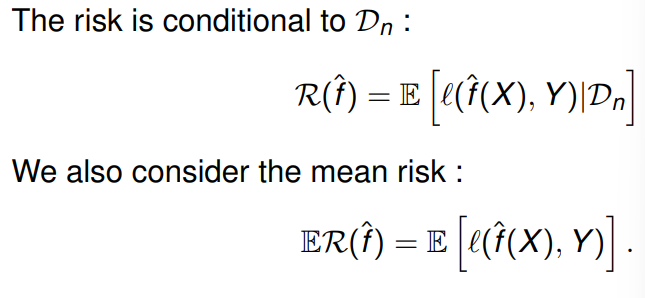 The risk is conditional to 𝒟ₙ :
ℛ(f̂) = 𝔼 [ℓ(f̂(X), Y)|𝒟ₙ]
We also consider the mean risk :
𝔼ℛ(f̂) = 𝔼 [ℓ(f̂(X), Y)] .